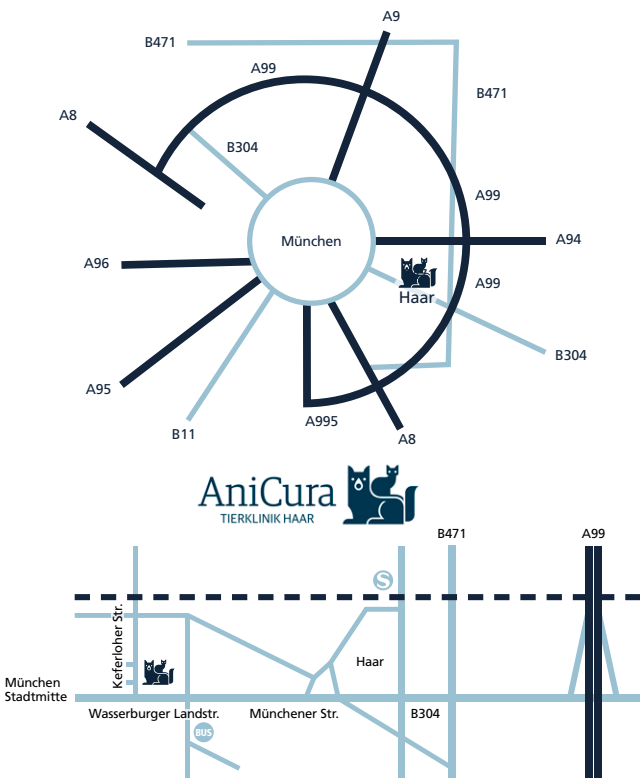 A9
B471
A99
B471
A8
B304
A99
München
A94
A96
A99
Haar
B304
A95
A995
B11
A8
AniCura
TIERKLINIK HAAR
B471
A99
S
Keferloher Str.
Haar
München
Stadtmitte
Wasserburger Landstr.
Münchener Str.
B304
BUS